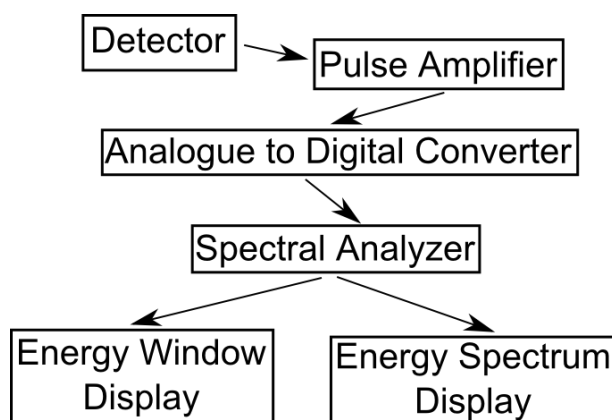 Detector
Pulse Amplifier
Analogue to Digital Converter
Spectral Analyzer
Energy Window
Display
Energy Spectrum
Display